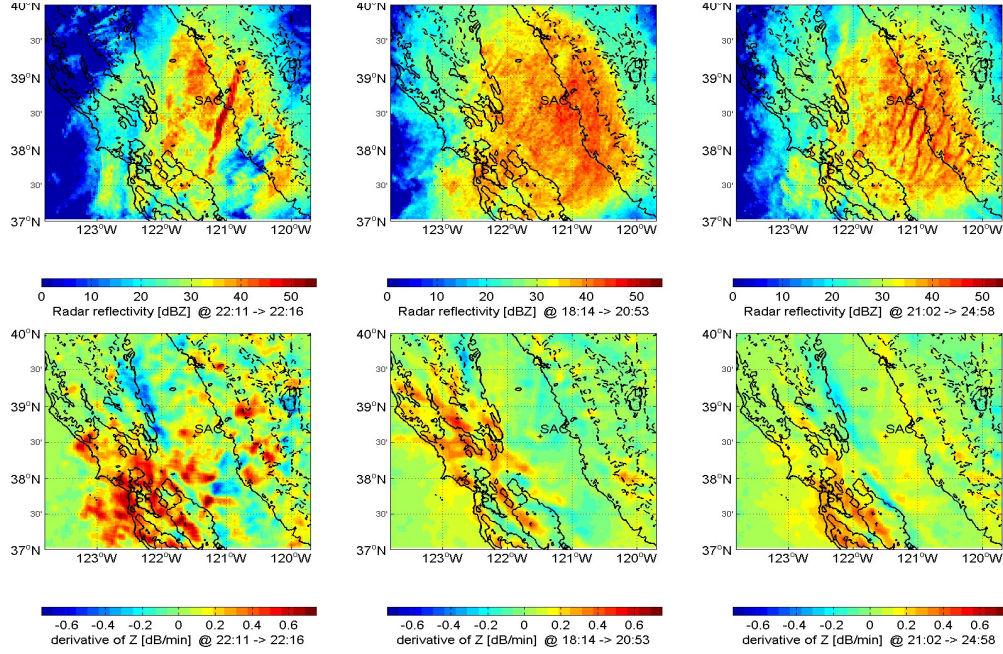 40°N 40°N 40°N
30' 30' 30'
39°N 39°N 39°N
SAC SAC SAC
30' 30' 30'
38°N 38°N 38°N
30' 30' 30'
37°N 37°N 37°N
123°W 122°W 121°W 120°W 123°W 122°W 121°W 120°W 123°W 122°W 121°W 120°W
0 10 20 30 40 50 0 10 20 30 40 50 0 10 20 30 40 50
Radar reflectivity [dBZ] @ 22:11 -> 22:16 Radar reflectivity [dBZ] @ 18:14 -> 20:53 Radar reflectivity [dBZ] @ 21:02 -> 24:58
40°N 40°N 40°N
30' 30' 30'
39°N 39°N 39°N
SAC SAC SAC
30' 30' 30'
38°N 38°N 38°N
SF SF SF
30' 30' 30'
37°N 37°N 37°N
123°W 122°W 121°W 120°W 123°W 122°W 121°W 120°W 123°W 122°W 121°W 120°W
-0.6 -0.4 -0.2 0 0.2 0.4 0.6 -0.6 -0.4 -0.2 0 0.2 0.4 0.6 -0.6 -0.4 -0.2 0 0.2 0.4 0.6
derivative of Z [dB/min] @ 22:11 -> 22:16 derivative of Z [dB/min] @ 18:14 -> 20:53 derivative of Z [dB/min] @ 21:02 -> 24:58